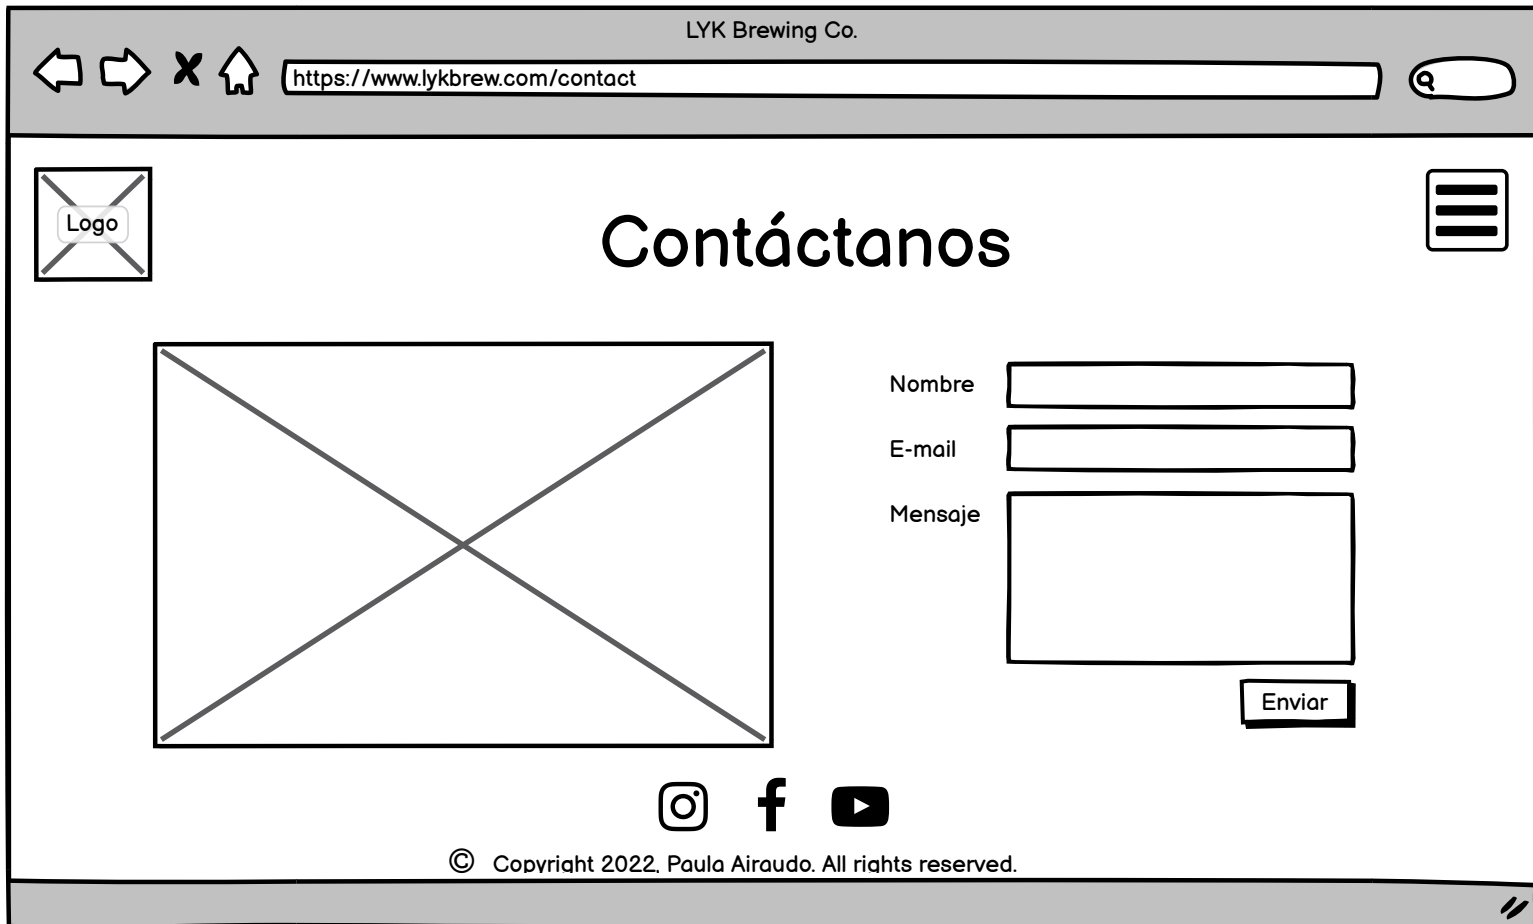 LYK Brewing Co.
https://www.lykbrew.com/contact
Logo
Contáctanos
Nombre
E-mail
Mensaje
Enviar
© Copyright 2022, Paula Airaudo. All rights reserved.